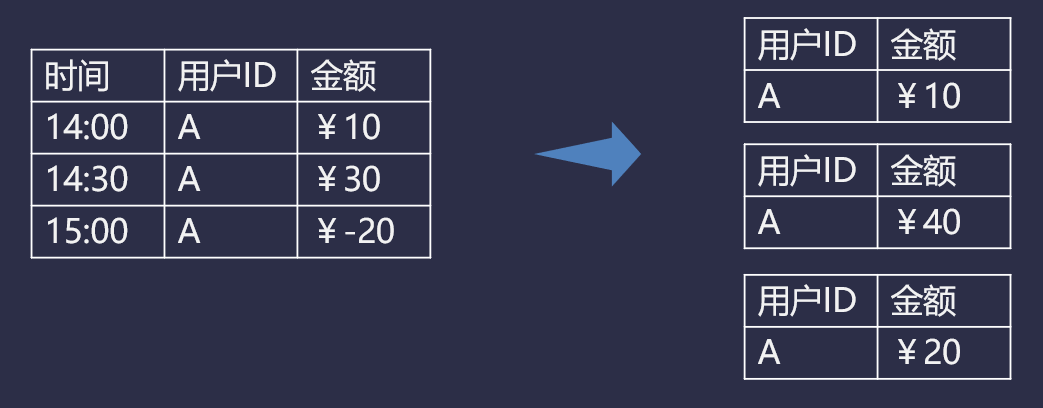 时间 用户ID 金额
14:00 A ¥10
14:30 A ¥30
15:00 A ¥-20
用户ID 金额
A ¥10
用户ID 金额
A ¥40
用户ID 金额
A ¥20